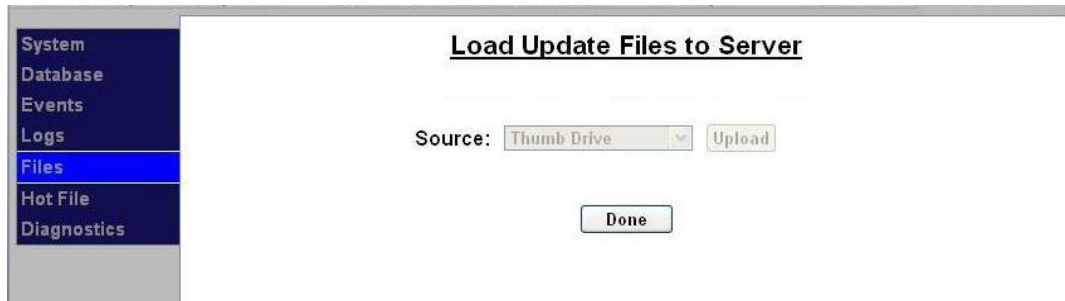 System
Database
Events
Logs
Files
Hot File
Diagnostics
Load Update Files to Server
Source: Thumb Drive Upload
Done